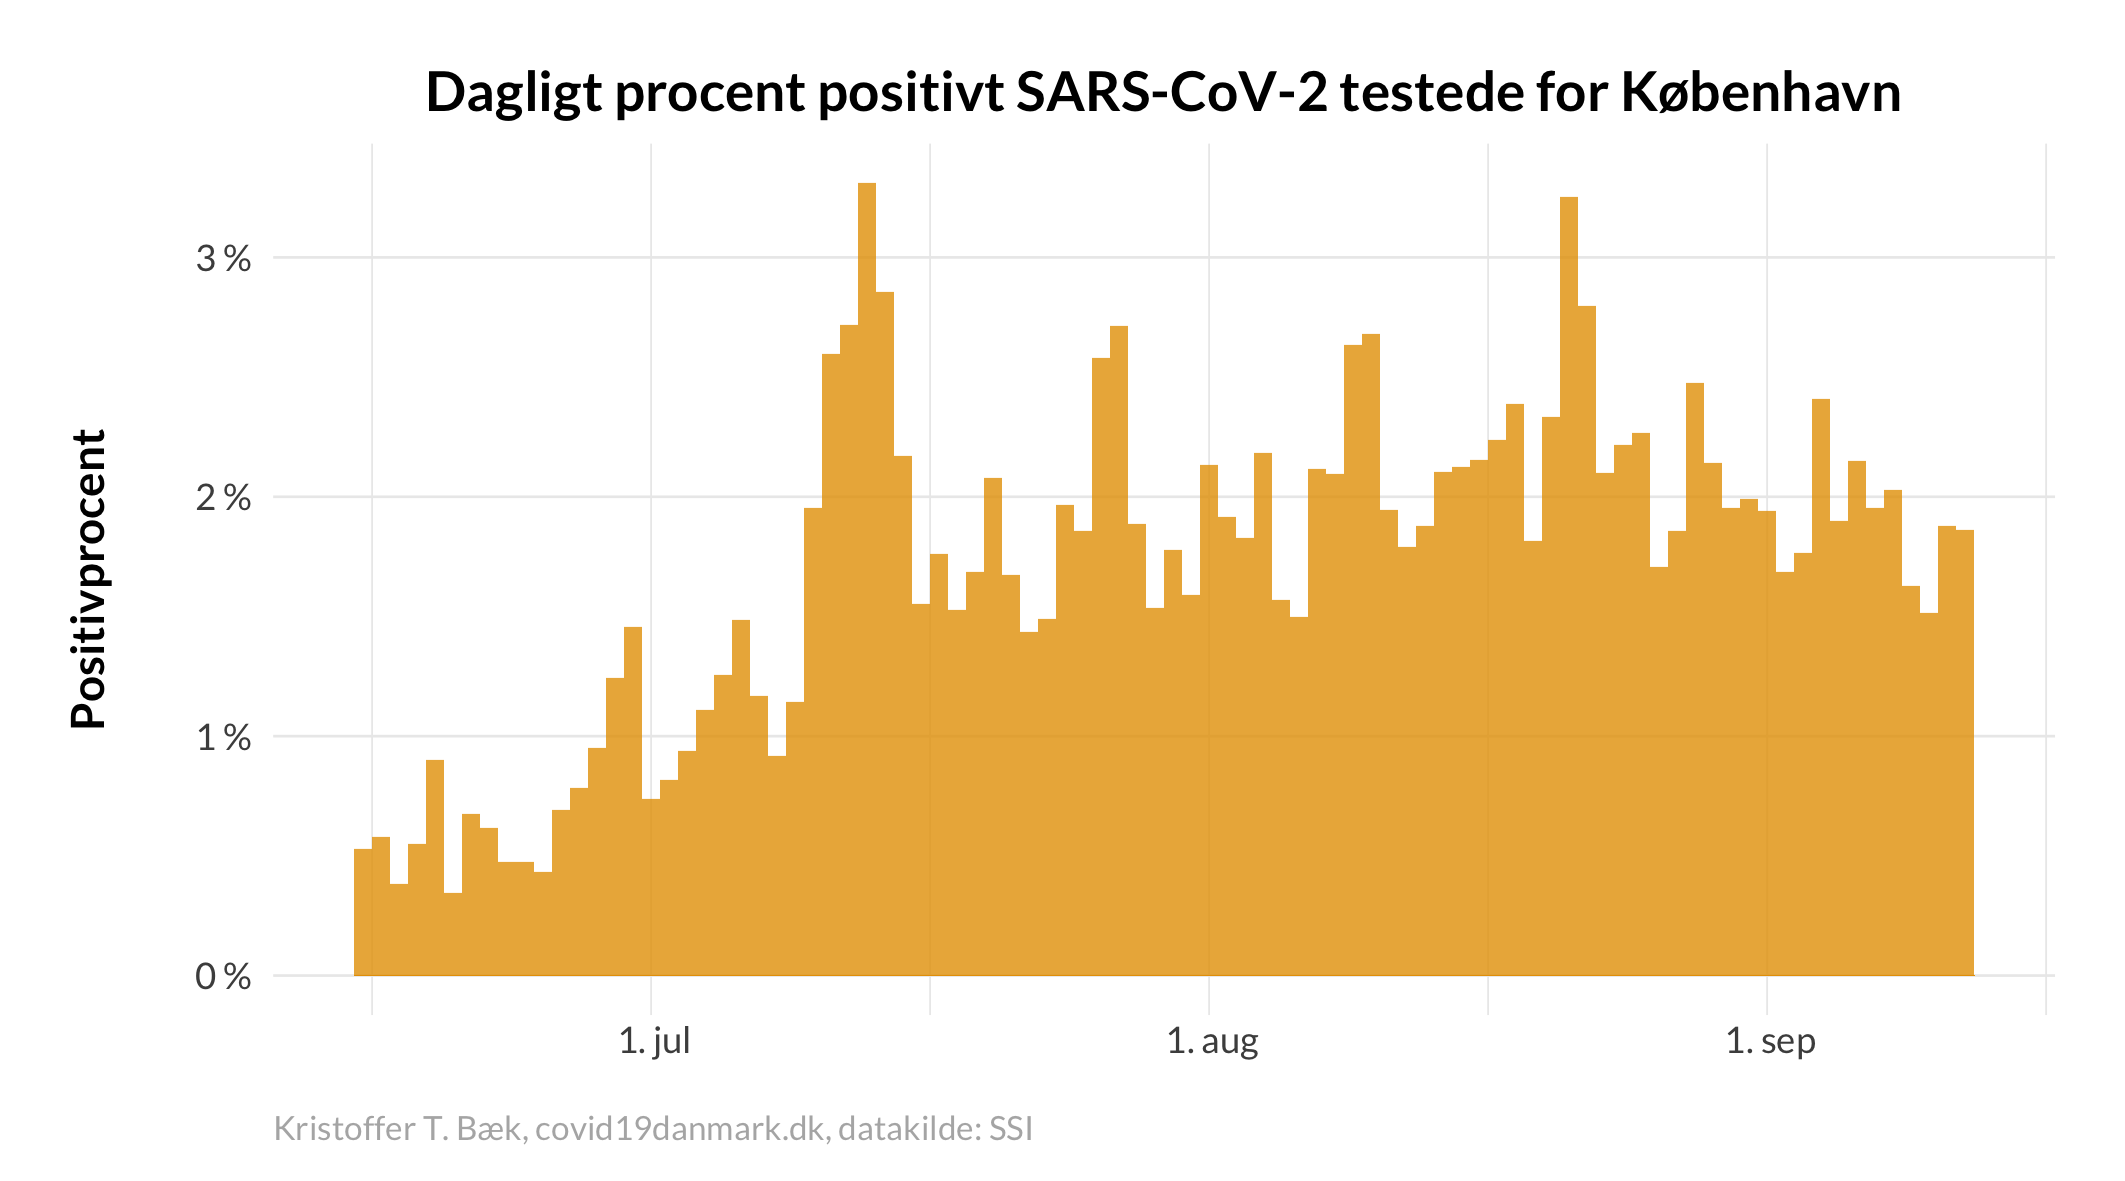 Dagligt procent positivt SARS-CoV-2 testede for København
Positivprocent
3 %
2 %
1 %
0 %
1. jul
1. aug
1. sep
Kristoffer T. Bæk, covid19danmark.dk, datakilde: SSI